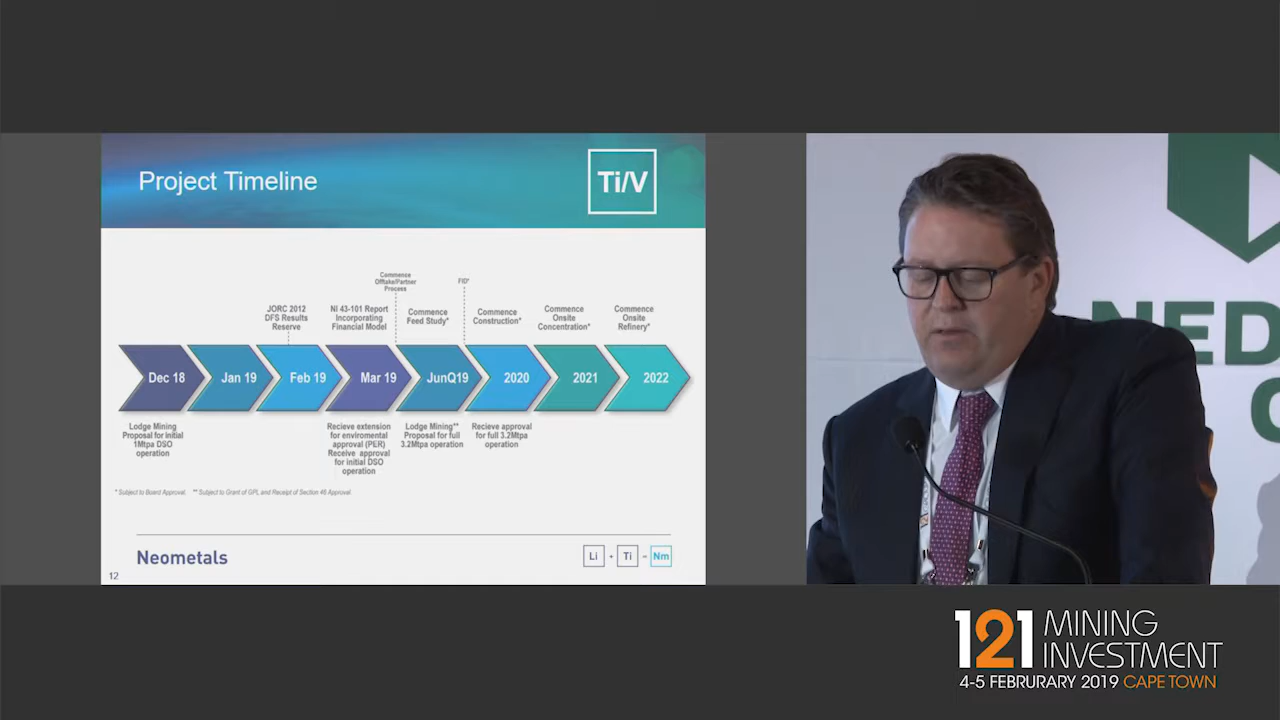 Project Timeline
Ti/V
Commence
Offtake/Partner
Process
FID*
JORC 2012
DFS Results
Reserve
NI 43-101 Report
Incorporating
Financial Model
Commence
Feed Study*
Commence
Construction*
Commence
Onsite
Concentration*
Commence
Onsite
Refinery*
Dec 18
Jan 19
Feb 19
Mar 19
JunQ19
2020
2021
2022
Lodge Mining
Proposal for initial
1Mtpa DSO
operation
Recieve extension
for enviromental
approval (PER)
Receive approval
for initial DSO
operation
Lodge Mining**
Proposal for full
3.2Mtpa operation
Recieve approval
for full 3.2Mtpa
operation
* Subject to Board Approval. ** Subject to Grant of GPL and Receipt of Section 46 Approval.
Neometals
Li + Ti = Nm
12
NED
C
121 MINING
INVESTMENT
4-5 FEBRURARY 2019 CAPE TOWN